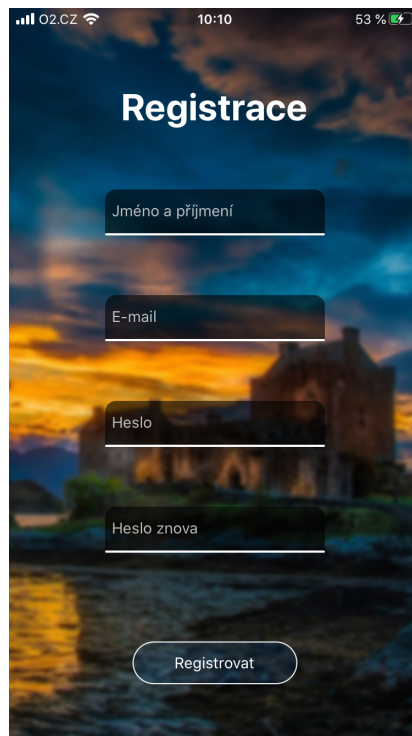 O2.CZ 10:10 53 %
Registrace
Jméno a příjmení
E-mail
Heslo
Heslo znova
Registrovat